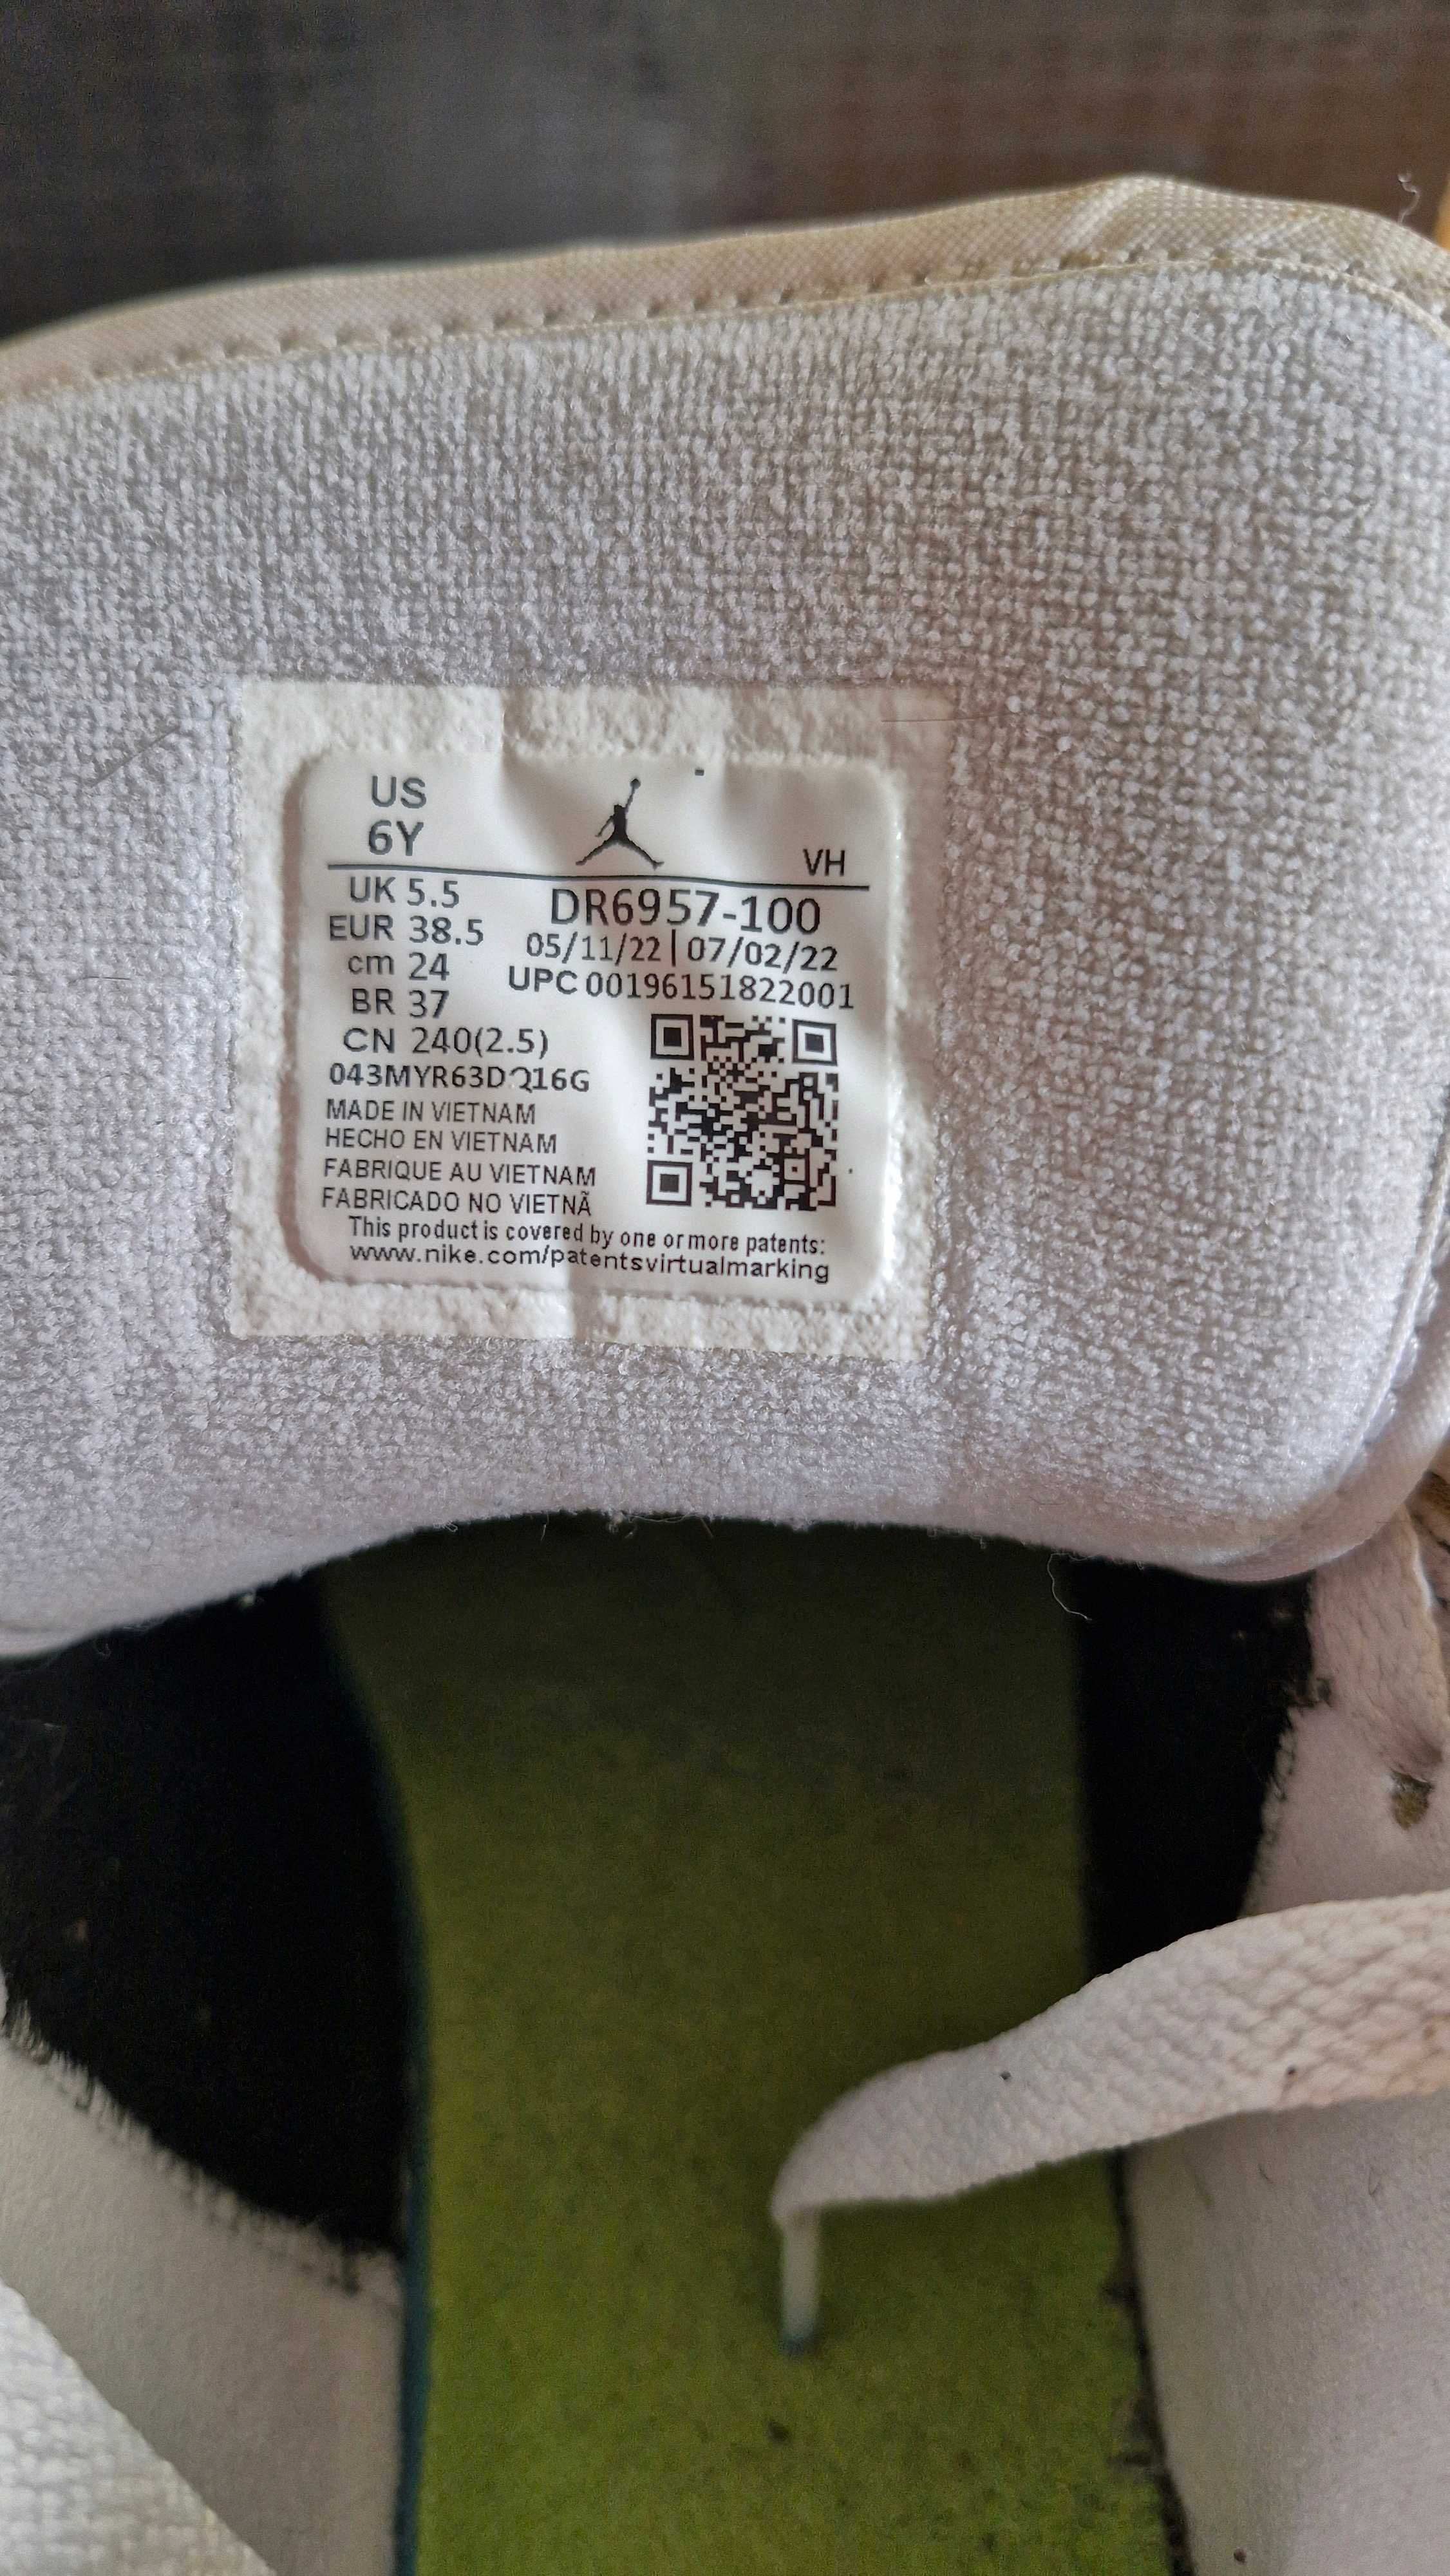 US
6Y
VH
UK 5.5
EUR 38.5
cm 24
BR 37
CN 240(2.5)
DR6957-100
05/11/22 | 07/02/22
UPC 00196151822001
043MYR63DQ16G
MADE IN VIETNAM
HECHO EN VIETNAM
FABRIQUE AU VIETNAM
FABRICADO NO VIETNÃ
This product is covered by one or more patents:
www.nike.com/patentsvirtualmarking